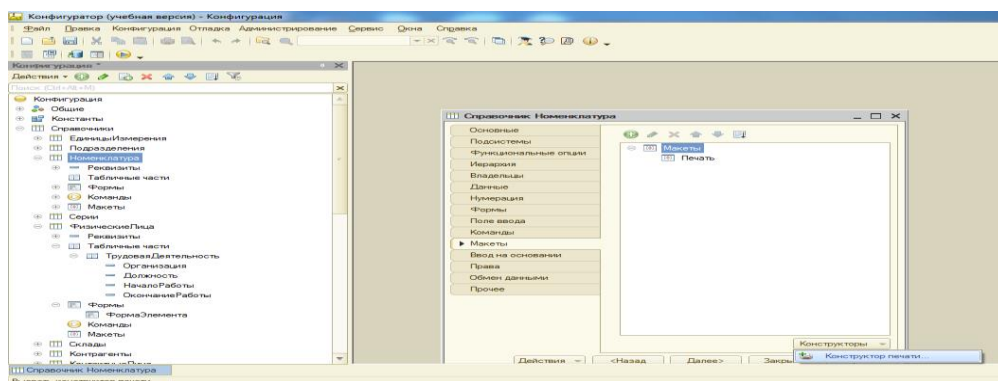 Конфигуратор (учебная версия) - Конфигурация
Файл Правка Конфигурация Отладка Администрирование Сервис Окна Справка
Конфигурация *
Действия
Поиск (Ctrl+Alt+M)
Конфигурация
Общие
Константы
Справочники
ЕдиницыИзмерения
Подразделения
Номенклатура
Реквизиты
Табличные части
Формы
Команды
Макеты
Серии
ФизическиеЛица
Реквизиты
Табличные части
ТрудоваяДеятельность
Организация
Должность
НачалоРаботы
ОкончаниеРаботы
Формы
ФормаЭлемента
Команды
Макеты
Склады
Контрагенты
Справочник Номенклатура
Основные
Подсистемы
Функциональные опции
Иерархия
Владельцы
Данные
Нумерация
Формы
Поле ввода
Команды
Макеты
Ввод на основании
Права
Обмен данными
Прочее
Макеты
Печать
Конструкторы
Конструктор печати...
Действия <Назад Далее> Закры
Справочник Номенклатура